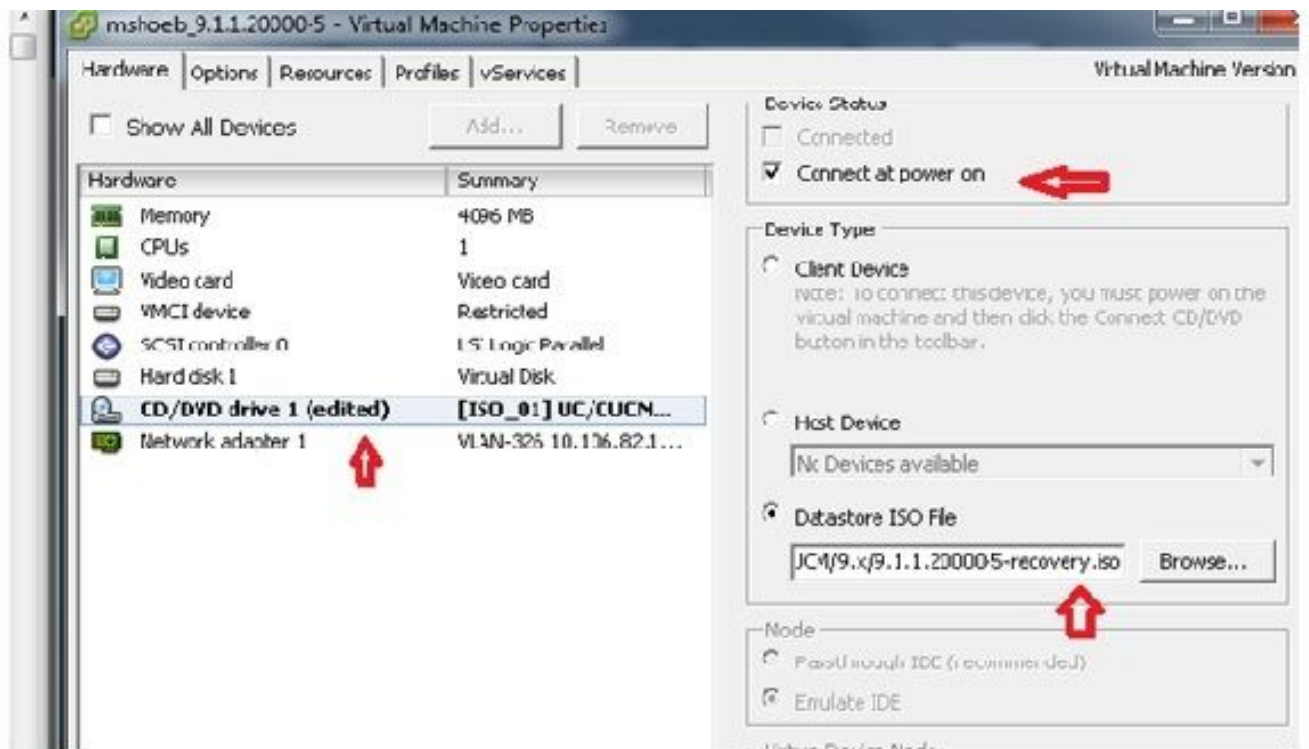 mshoeb_9.1.1.20000-5 - Virtual Machine Properties
Hardware Options Resources Profiles vServices
Virtual Machine Version
Show All Devices
Add...
Remove
Hardware Summary
Memory 4096 MB
CPUs 1
Video card Video card
VMCI device Restricted
SCSI controller 0 LSI Logic Parallel
Hard disk 1 Virtual Disk
CD/DVD drive 1 (edited) [ISO_01] UC/CUCN...
Network adapter 1 VLAN-326 10.106.82.1...
Device Status
Connected
Connect at power on
Device Type
Client Device
Note: To connect this device, you must power on the
virtual machine and then click the Connect CD/DVD
button in the toolbar.
Host Device
No Devices available
Datastore ISO File
UCM/9.x/9.1.1.20000-5-recovery.iso
Browse...
Node
Passthrough IDE (recommended)
Emulate IDE
Virtual Device Node